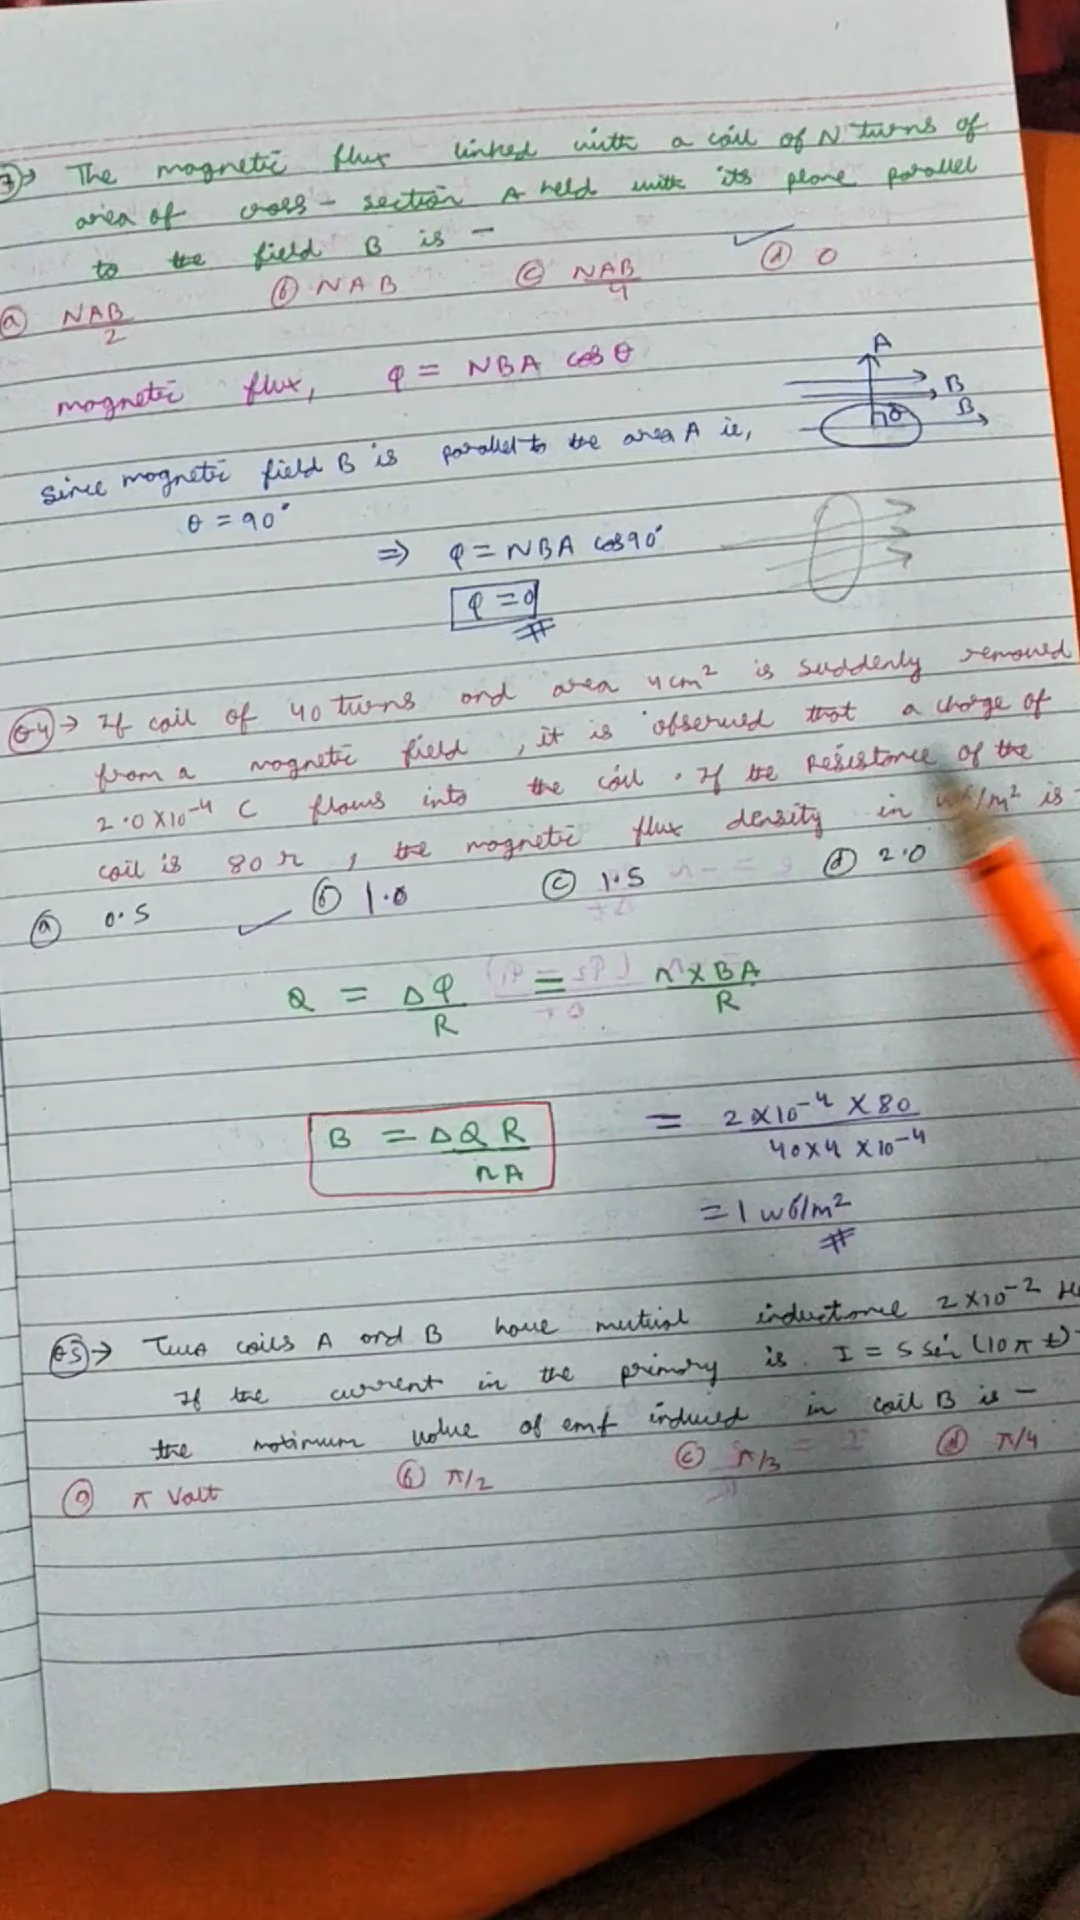 The magnetic flux linked with a coil of N turns of
area of cross-section A held with its plane parallel
to the field B is -
(a) NAB/2 (b) NAB (c) NAB/4 (d) 0
magnetic flux, φ = NBA cos θ
A
B
B
θ
Since magnetic field B is parallel to the area A ie,
θ = 90°
⇒ φ = NBA cos90°
φ = 0
Q4 → If coil of 40 turns and area 4cm² is suddenly removed
from a magnetic field, it is observed that a charge of
2.0×10⁻⁴ C flows into the coil. If the resistance of the
coil is 80 r, the magnetic flux density in wb/m² is -
(a) 0.5 (b) 1.0 (c) 1.5 (d) 2.0
Q = Δφ/R = n×BA/R
B = ΔQ R/nA = 2×10⁻⁴ × 80/40×4×10⁻⁴
= 1 wb/m²
Q5 → Two coils A and B have mutual inductance 2×10⁻²
If the current in the primary is I = 5 sin (10πt)
the maximum value of emf induced in coil B is -
(a) π Volt (b) π/2 (c) π/3 (d) π/4